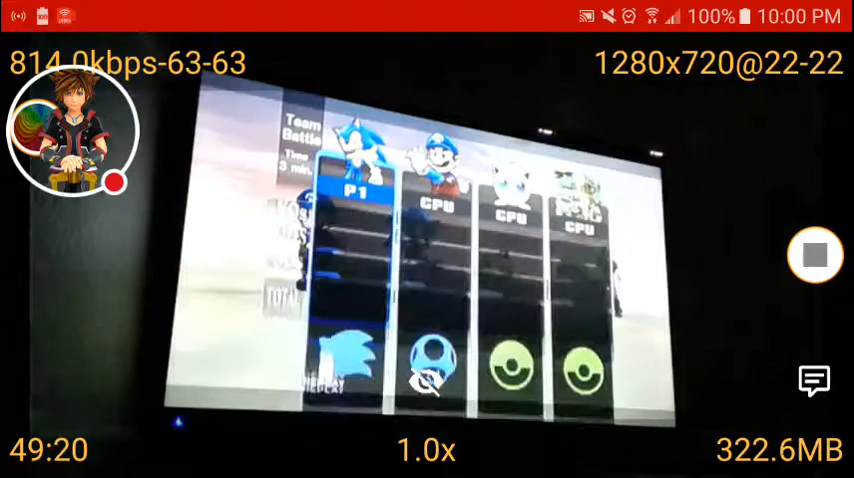 100% 10:00 PM
814.0kbps-63-63
1280x720@22-22
Team
Battle
Time
3 min.
P1
CPU
CPU
CPU
TOTAL
49:20
1.0x
322.6MB